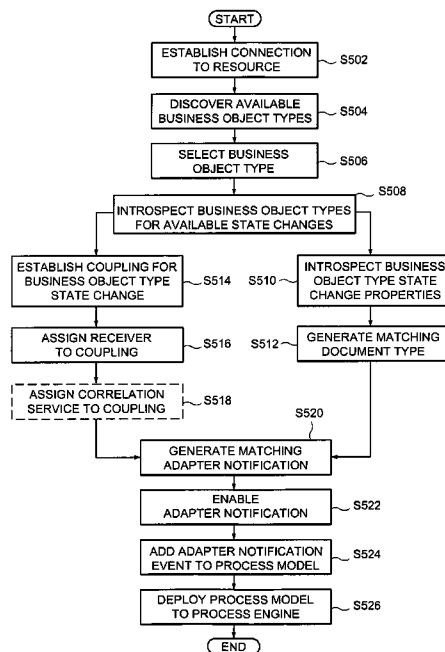 START
ESTABLISH CONNECTION
TO RESOURCE
S502
DISCOVER AVAILABLE
BUSINESS OBJECT TYPES
S504
SELECT BUSINESS
OBJECT TYPE
S506
S508
INTROSPECT BUSINESS OBJECT TYPES
FOR AVAILABLE STATE CHANGES
ESTABLISH COUPLING FOR
BUSINESS OBJECT TYPE
STATE CHANGE
S514
ASSIGN RECEIVER
TO COUPLING
S516
ASSIGN CORRELATION
SERVICE TO COUPLING
S518
S510
INTROSPECT BUSINESS
OBJECT TYPE STATE
CHANGE PROPERTIES
S512
GENERATE MATCHING
DOCUMENT TYPE
S520
GENERATE MATCHING
ADAPTER NOTIFICATION
ENABLE
ADAPTER NOTIFICATION
S522
ADD ADAPTER NOTIFICATION
EVENT TO PROCESS MODEL
S524
DEPLOY PROCESS MODEL
TO PROCESS ENGINE
S526
END